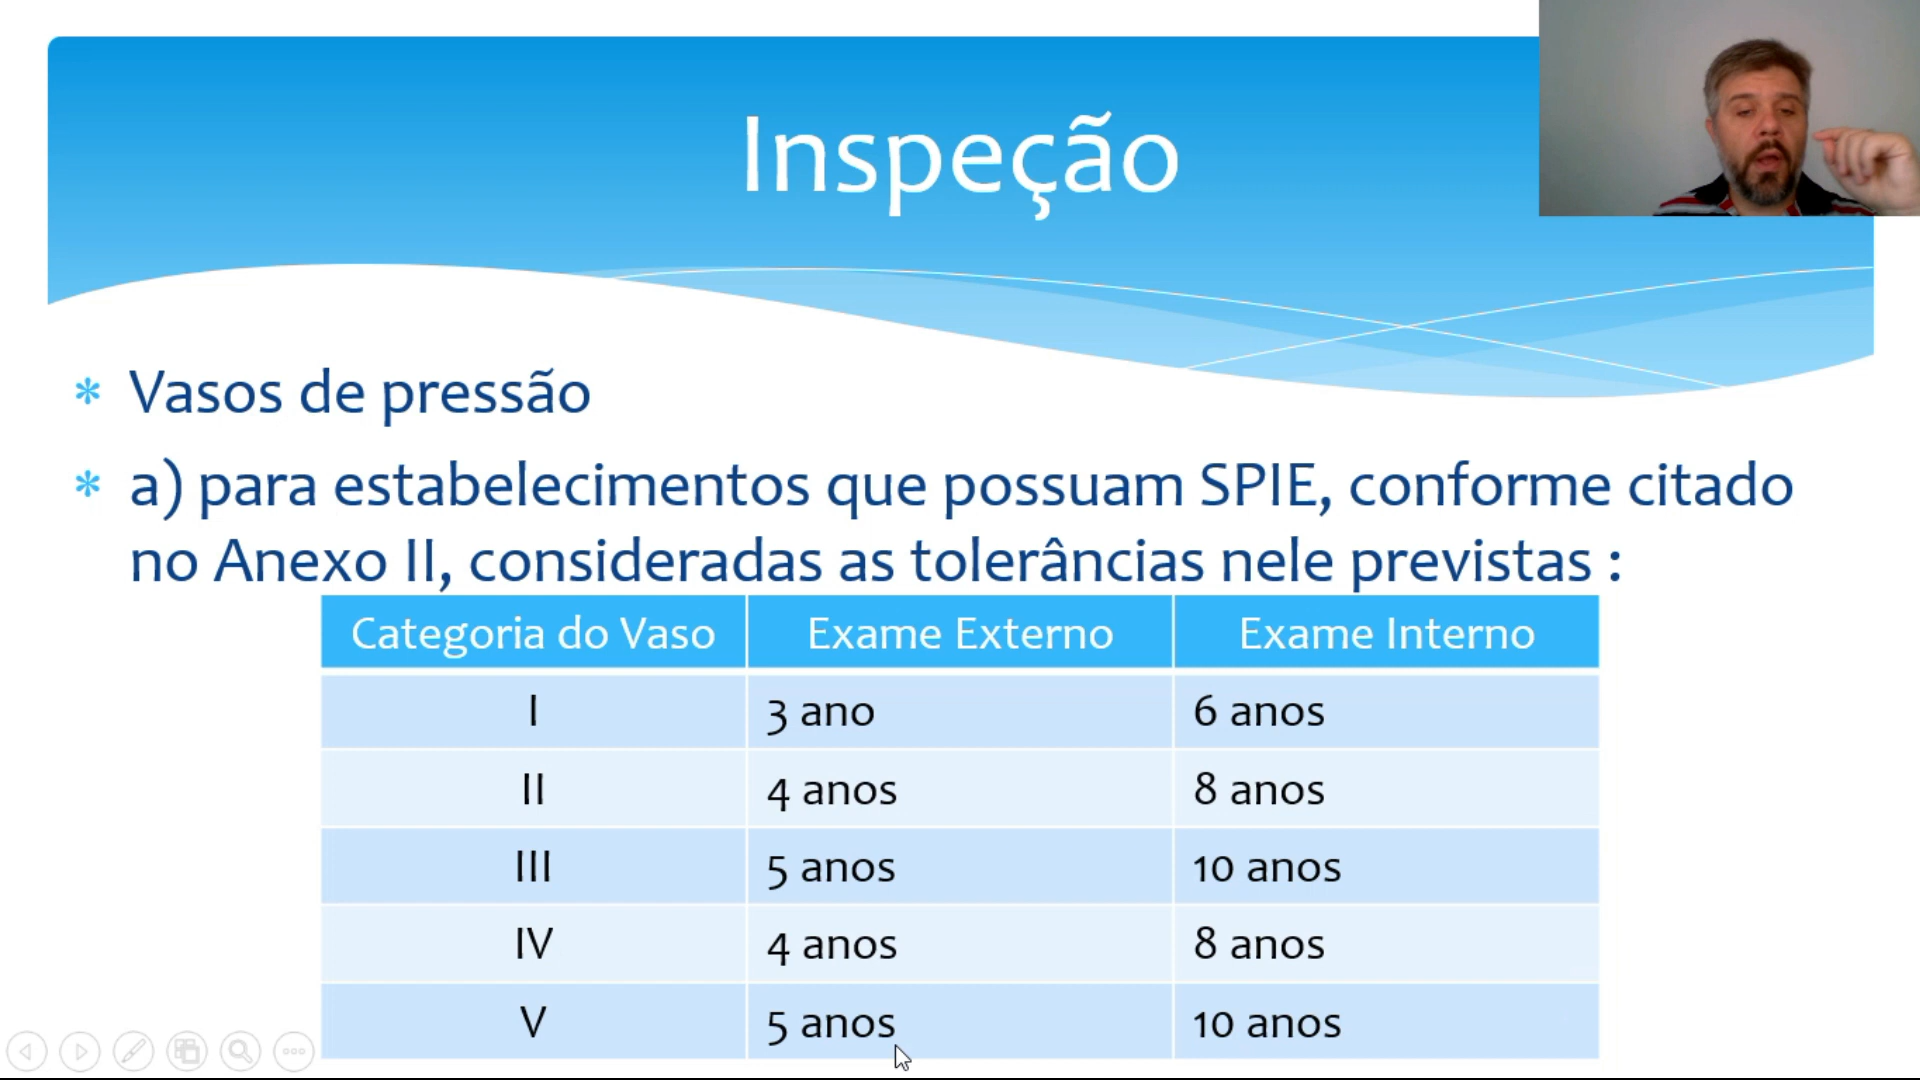 Inspeção
* Vasos de pressão
* a) para estabelecimentos que possuam SPIE, conforme citado
no Anexo II, consideradas as tolerâncias nele previstas :
Categoria do Vaso Exame Externo Exame Interno
I 3 ano 6 anos
II 4 anos 8 anos
III 5 anos 10 anos
IV 4 anos 8 anos
V 5 anos 10 anos